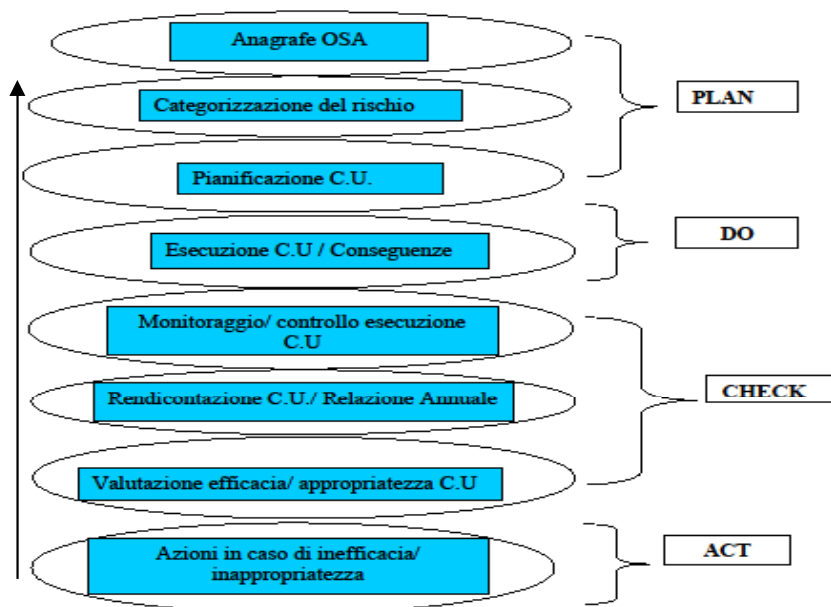 Anagrafe OSA
Categorizzazione del rischio
PLAN
Pianificazione C.U.
Esecuzione C.U / Conseguenze
DO
Monitoraggio/ controllo esecuzione
C.U
Rendicontazione C.U./ Relazione Annuale
CHECK
Valutazione efficacia/ appropriatezza C.U
Azioni in caso di inefficacia/
inappropriatezza
ACT